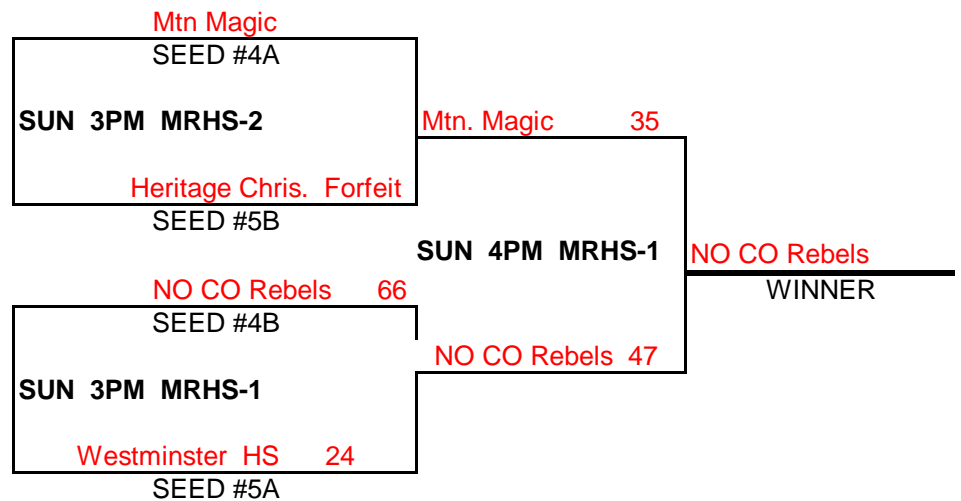 Mtn Magic
SEED #4A
SUN 3PM MRHS-2
Mtn. Magic 35
Heritage Chris. Forfeit
SEED #5B
SUN 4PM MRHS-1
NO CO Rebels
WINNER
NO CO Rebels 66
SEED #4B
NO CO Rebels 47
SUN 3PM MRHS-1
Westminster HS 24
SEED #5A